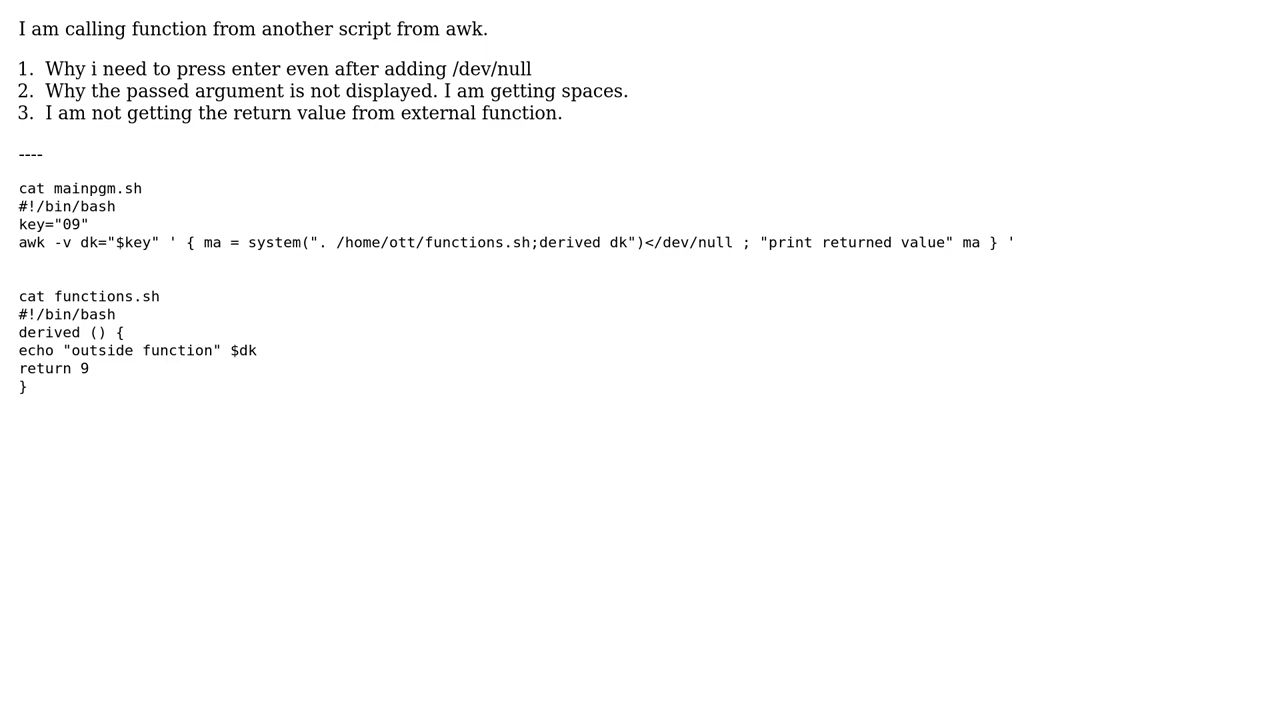 I am calling function from another script from awk.
1. Why i need to press enter even after adding /dev/null
2. Why the passed argument is not displayed. I am getting spaces.
3. I am not getting the return value from external function.
----
cat mainpgm.sh
#!/bin/bash
key="09"
awk -v dk="$key" ' { ma = system(". /home/ott/functions.sh;derived dk")</dev/null ; "print returned value" ma } '
cat functions.sh
#!/bin/bash
derived () {
echo "outside function" $dk
return 9
}